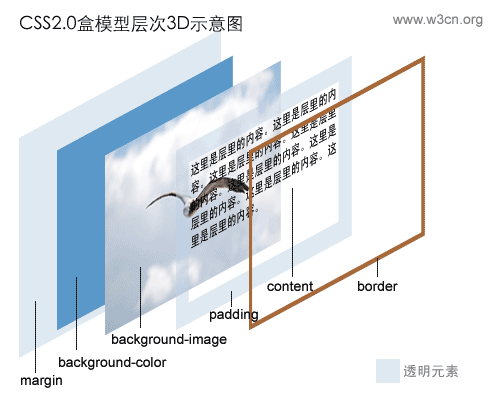 CSS2.0盒模型层次3D示意图
www.w3cn.org
这里是层里的内容。这里是层里的内
容。这里是层里的内容。这里是层里
的内容。这里是层里的内容。这里是
层里的内容。这里是层里的内容。这
里是层里的内容。
content
border
padding
background-image
background-color
margin
透明元素